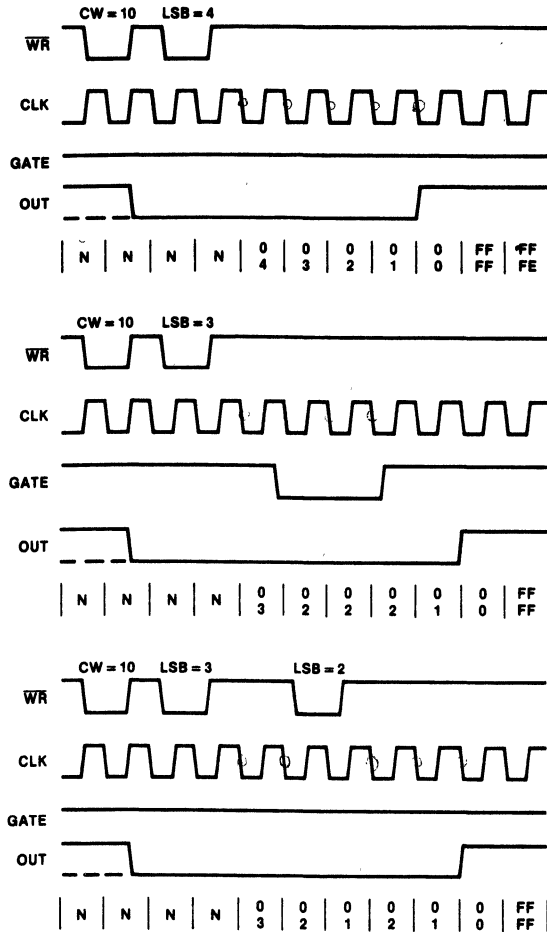 CW = 10 LSB = 4
WR
CLK
GATE
OUT
N N N N 0 0 0 0 0 FF FF
4 3 2 1 0 FF FE
CW = 10 LSB = 3
WR
CLK
GATE
OUT
N N N N 0 0 0 0 0 0 FF
3 2 2 2 1 0 FF
CW = 10 LSB = 3 LSB = 2
WR
CLK
GATE
OUT
N N N N 0 0 0 0 0 0 FF
3 2 1 2 1 0 FF